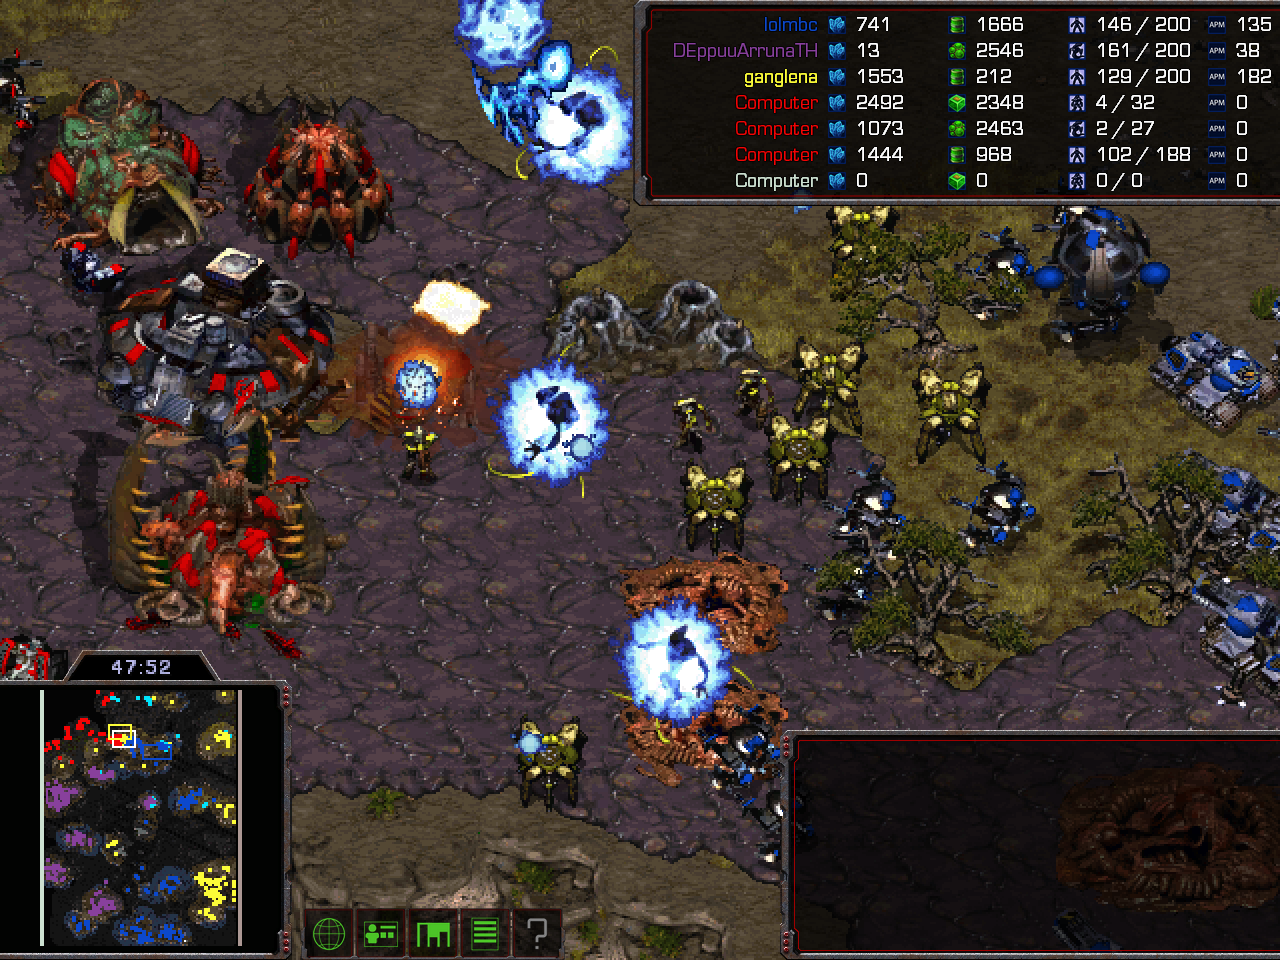 lolmbc 741 1666 146 / 200 APM 135
DEppuuArrunaTH 13 2546 161 / 200 APM 38
ganglena 1553 212 129 / 200 APM 182
Computer 2492 2348 4 / 32 APM 0
Computer 1073 2463 2 / 27 APM 0
Computer 1444 968 102 / 188 APM 0
Computer 0 0 0 / 0 APM 0
47:52
?